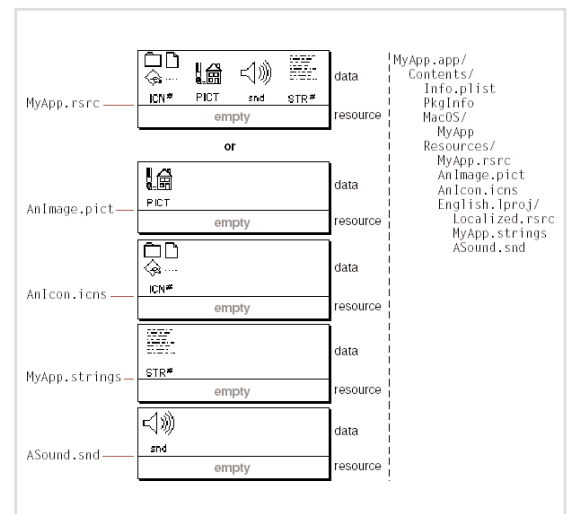 MyApp.rsrc
ICN#
PICT
snd
STR#
data
empty
resource
or
AnImage.pict
PICT
data
empty
resource
AnIcon.icns
ICN#
data
empty
resource
MyApp.strings
STR#
data
empty
resource
ASound.snd
snd
data
empty
resource
MyApp.app/
Contents/
Info.plist
PkgInfo
MacOS/
MyApp
Resources/
MyApp.rsrc
AnImage.pict
AnIcon.icns
English.lproj/
Localized.rsrc
MyApp.strings
ASound.snd